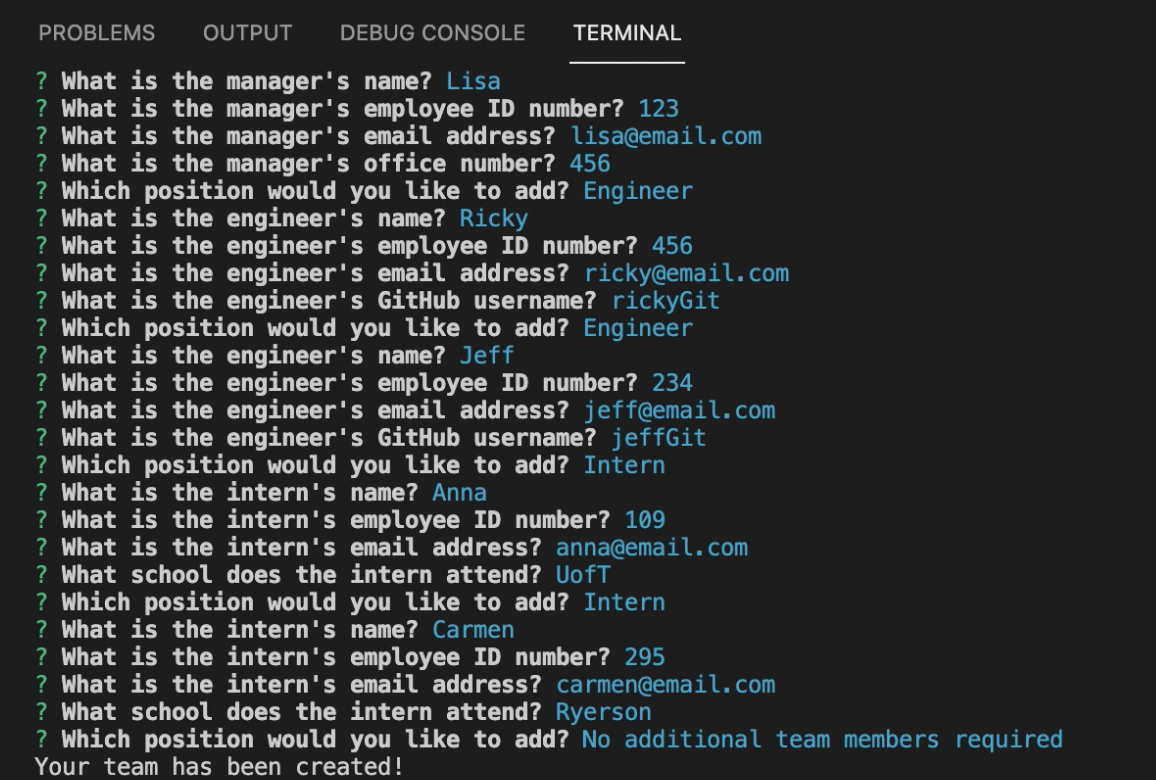 PROBLEMS OUTPUT DEBUG CONSOLE TERMINAL
? What is the manager's name? Lisa
? What is the manager's employee ID number? 123
? What is the manager's email address? lisa@email.com
? What is the manager's office number? 456
? Which position would you like to add? Engineer
? What is the engineer's name? Ricky
? What is the engineer's employee ID number? 456
? What is the engineer's email address? ricky@email.com
? What is the engineer's GitHub username? rickyGit
? Which position would you like to add? Engineer
? What is the engineer's name? Jeff
? What is the engineer's employee ID number? 234
? What is the engineer's email address? jeff@email.com
? What is the engineer's GitHub username? jeffGit
? Which position would you like to add? Intern
? What is the intern's name? Anna
? What is the intern's employee ID number? 109
? What is the intern's email address? anna@email.com
? What school does the intern attend? UofT
? Which position would you like to add? Intern
? What is the intern's name? Carmen
? What is the intern's employee ID number? 295
? What is the intern's email address? carmen@email.com
? What school does the intern attend? Ryerson
? Which position would you like to add? No additional team members required
Your team has been created!